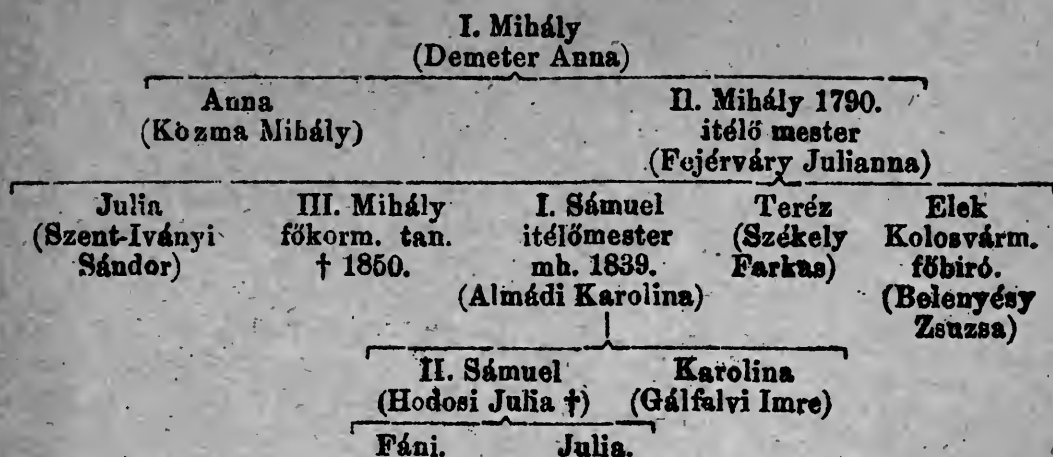 I. Mihály
(Demeter Anna)
Anna II. Mihály 1790.
(Kozma Mihály) itélő mester
(Fejérváry Julianna)
Julia III. Mihály I. Sámuel Teréz Elek
(Szent-Iványi főkorm. tan. itélőmester (Székely Kolosvárm.
Sándor) † 1850. mh. 1839. Farkas) főbiró.
(Almádi Karolina) (Belenyésy
Zsuzsa)
II. Sámuel Karolina
(Hodosi Julia †) (Gálfalvi Imre)
Fáni. Julia.